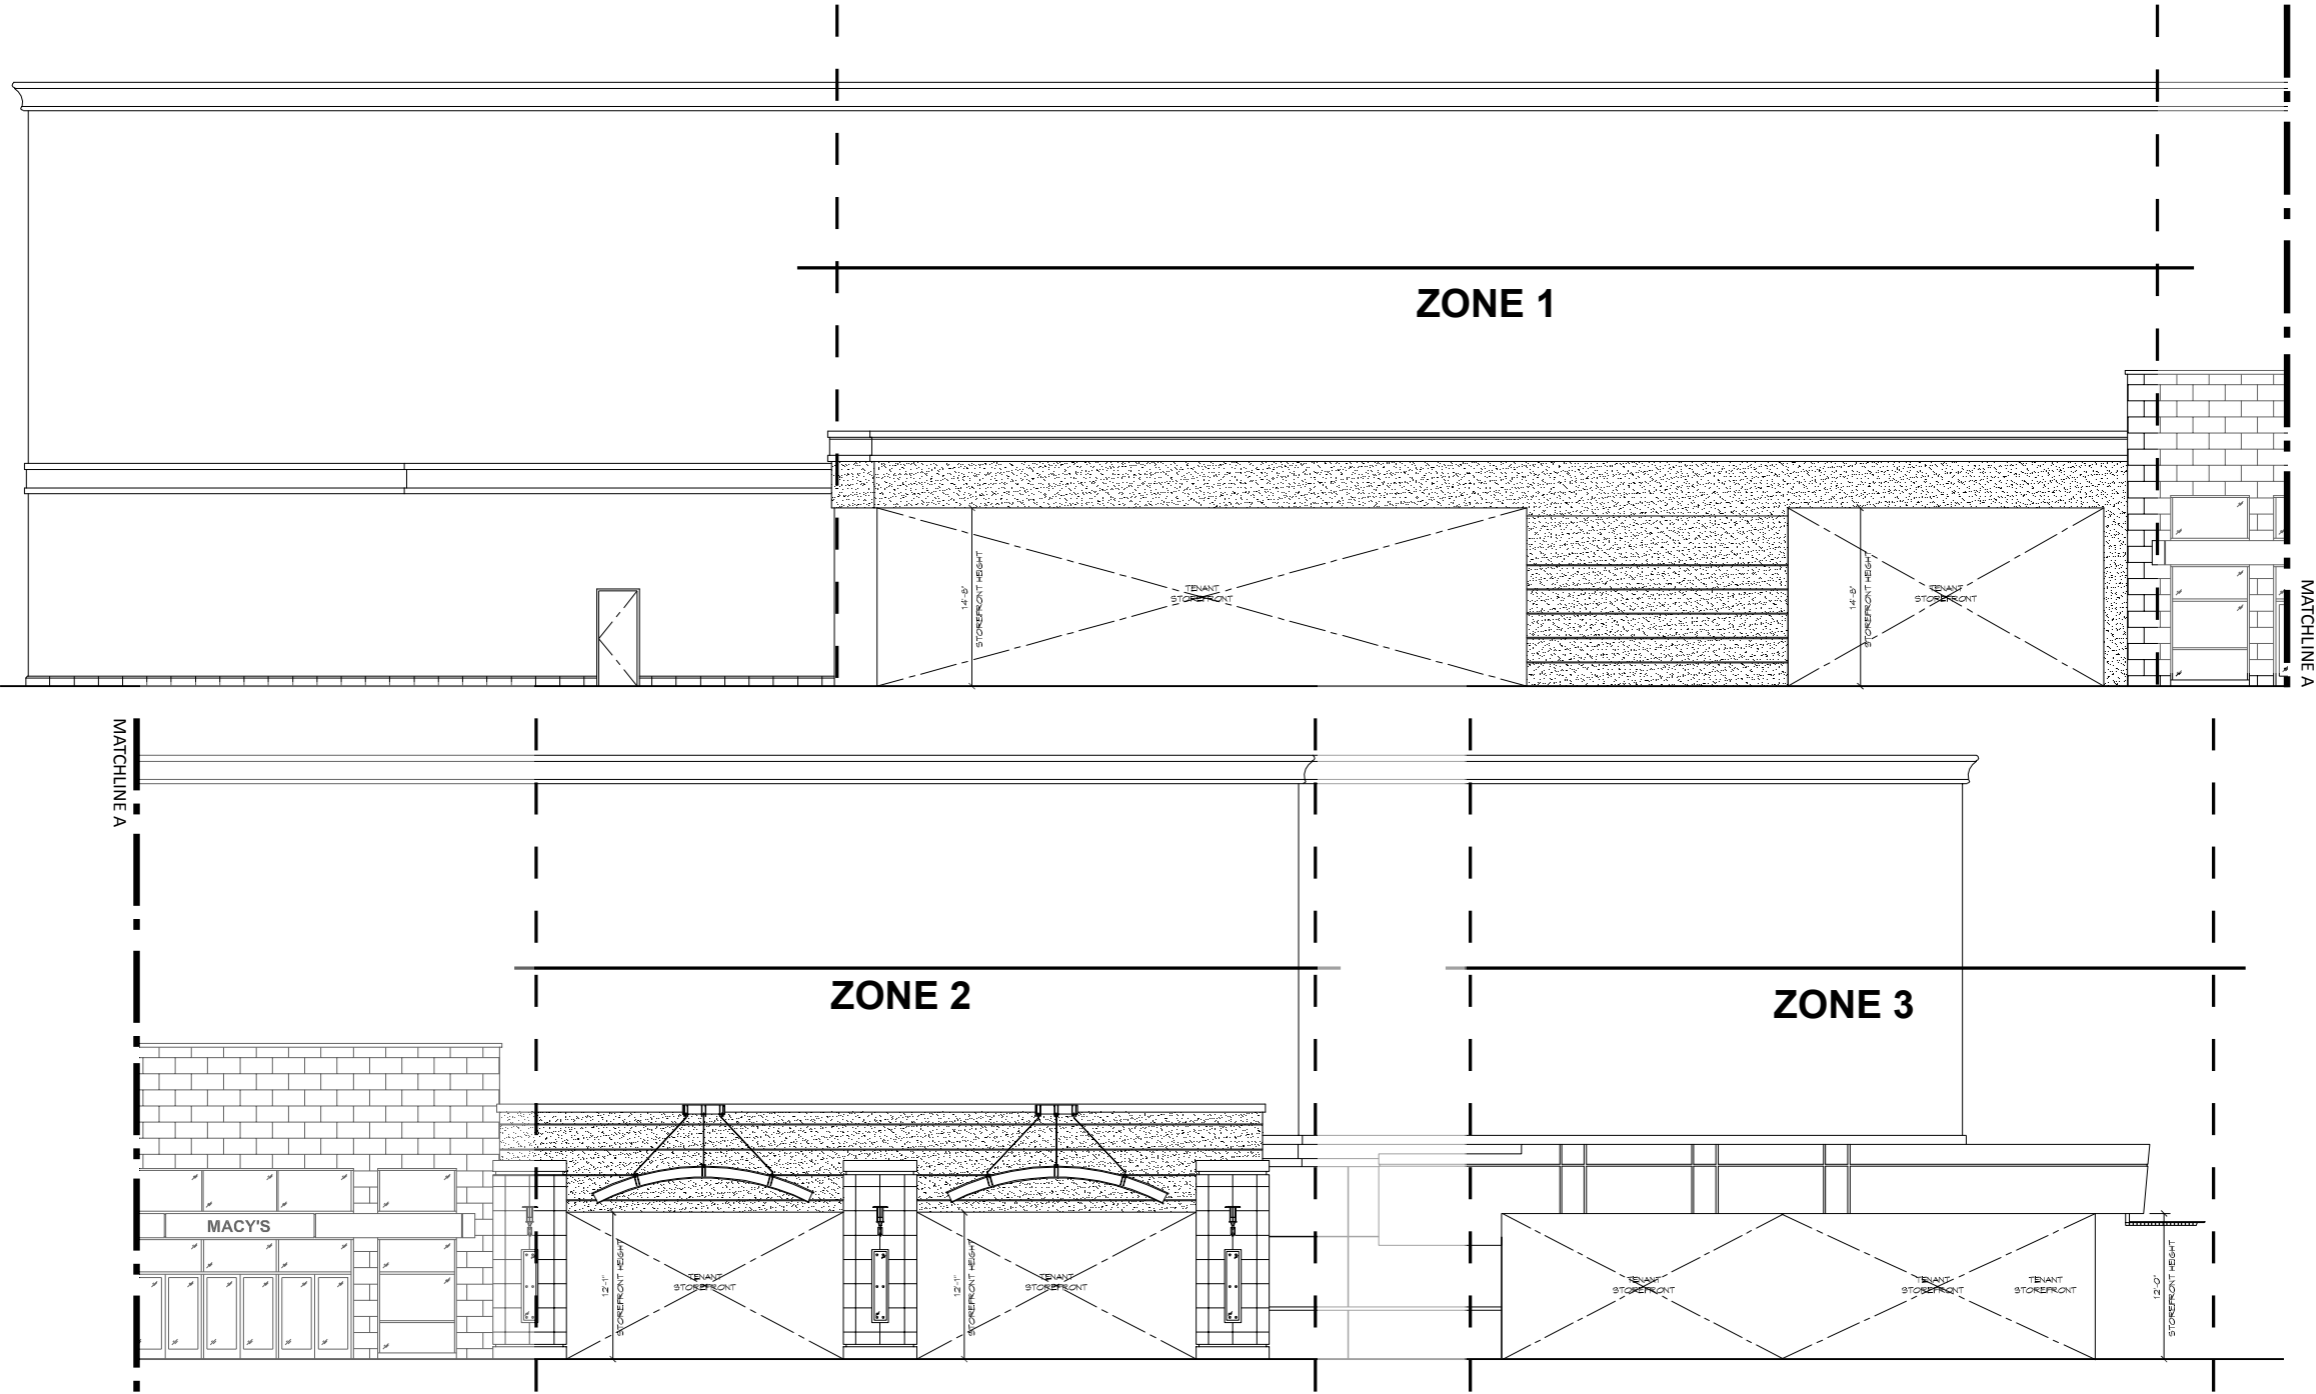 ZONE 1
TENANT
STOREFRONT
14'-8"
STOREFRONT HEIGHT
TENANT
STOREFRONT
14'-8"
STOREFRONT HEIGHT
MATCHLINE A
MATCHLINE A
ZONE 2
ZONE 3
MACY'S
12'-1"
STOREFRONT HEIGHT
TENANT
STOREFRONT
12'-1"
STOREFRONT HEIGHT
TENANT
STOREFRONT
TENANT
STOREFRONT
TENANT
STOREFRONT
TENANT
STOREFRONT
12'-0"
STOREFRONT HEIGHT